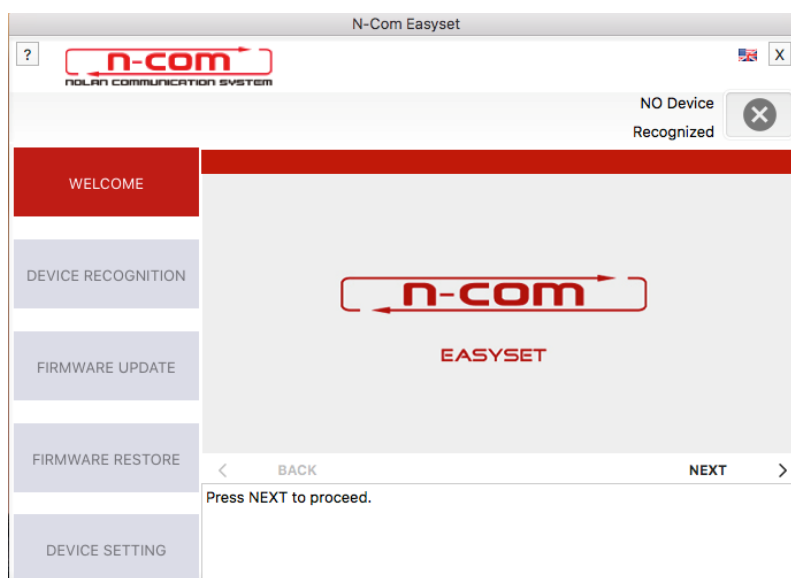 N-Com Easyset
?
n-com
NOLAN COMMUNICATION SYSTEM
X
NO Device
Recognized
WELCOME
DEVICE RECOGNITION
FIRMWARE UPDATE
FIRMWARE RESTORE
DEVICE SETTING
n-com
EASYSET
< BACK
NEXT >
Press NEXT to proceed.